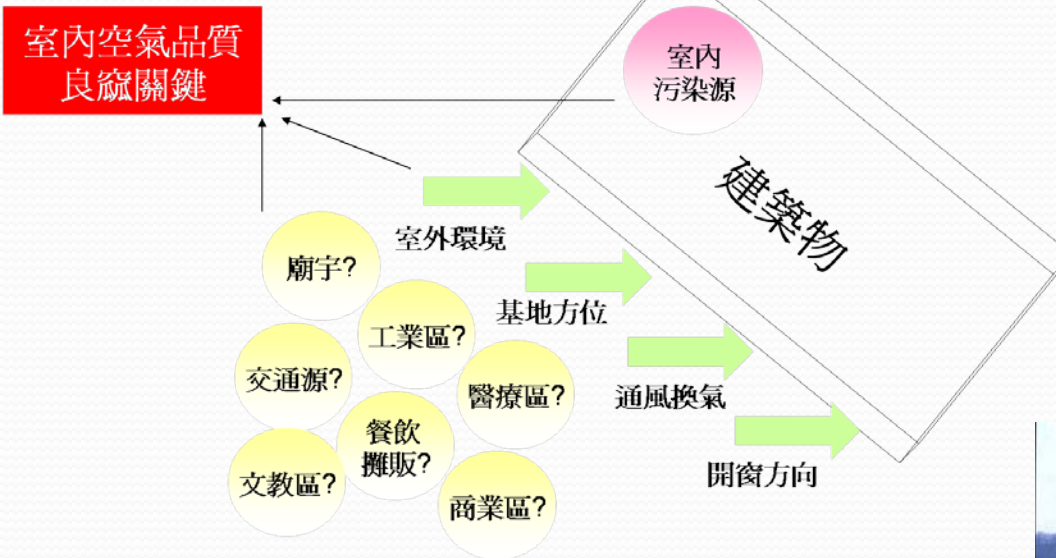 室內空氣品質
良窳關鍵
室內
污染源
建築物
室外環境
廟宇?
基地方位
工業區?
交通源?
醫療區?
通風換氣
餐飲
攤販?
文教區?
開窗方向
商業區?